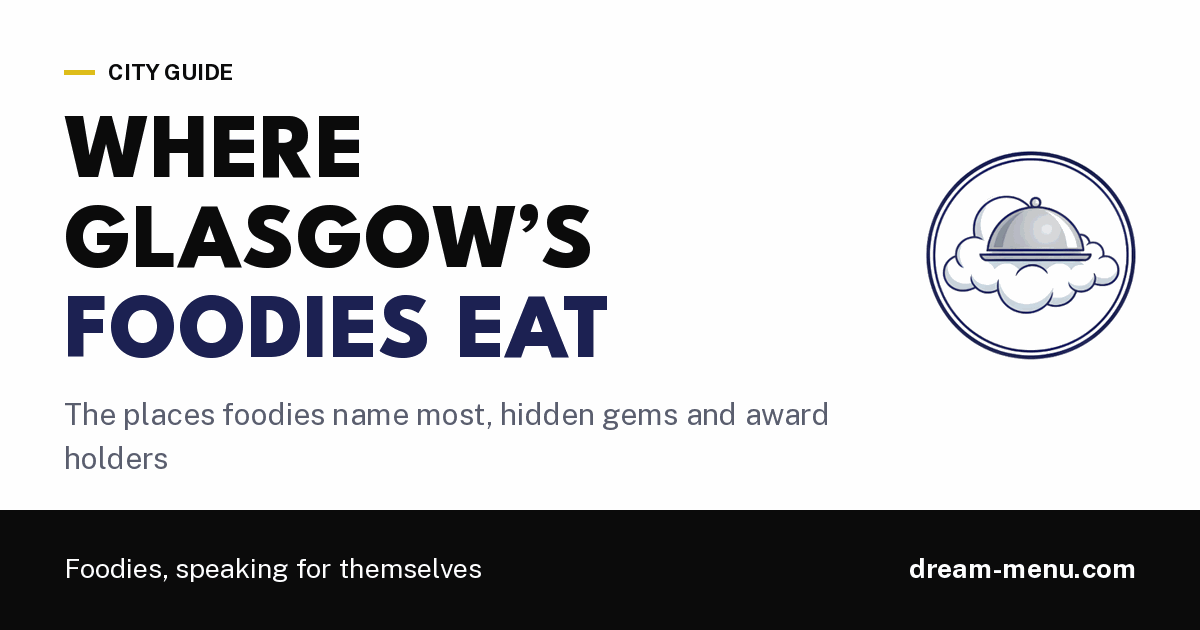 CITY GUIDE
WHERE
GLASGOW’S
FOODIES EAT
The places foodies name most, hidden gems and award
holders
Foodies, speaking for themselves
dream-menu.com